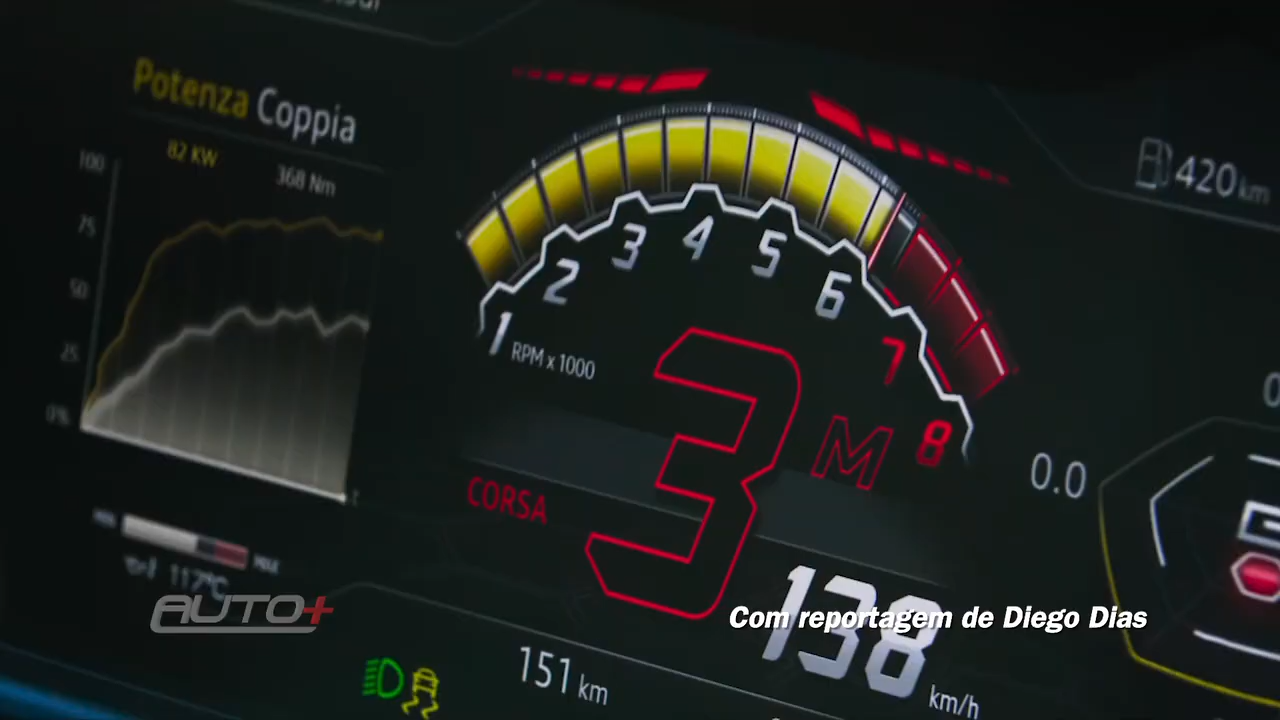 Potenza Coppia
82 KW
368 Nm
100
75
50
25
0%
1 2 3 4 5 6 7 8
RPM x 1000
3 M
CORSA
420 km
0.0
MAX
117°C
138 km/h
151 km
AUTO+
Com reportagem de Diego Dias